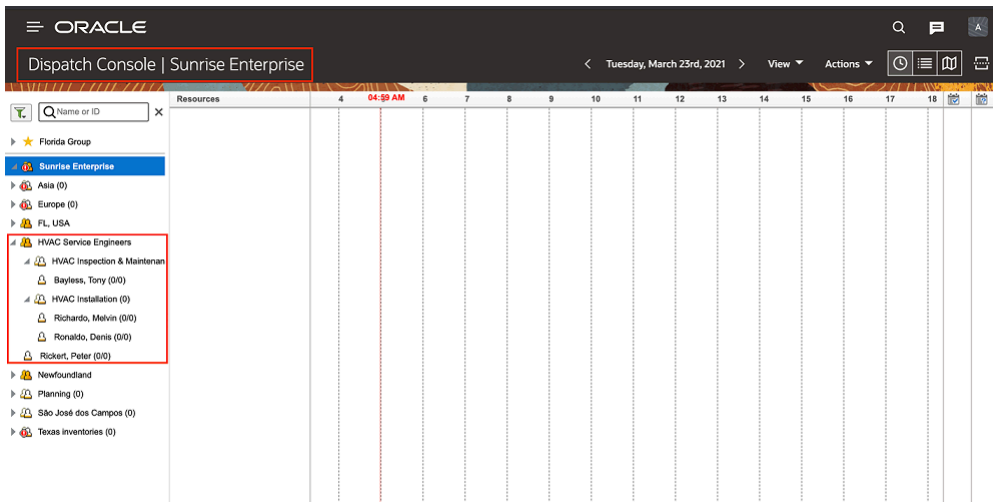 ORACLE
A
Dispatch Console | Sunrise Enterprise
Tuesday, March 23rd, 2021 View Actions
Name or ID
Resources 4 04:59 AM 6 7 8 9 10 11 12 13 14 15 16 17 18
Florida Group
Sunrise Enterprise
Asia (0)
Europe (0)
FL, USA
HVAC Service Engineers
HVAC Inspection & Maintenan
Bayless, Tony (0/0)
HVAC Installation (0)
Richardo, Melvin (0/0)
Ronaldo, Denis (0/0)
Rickert, Peter (0/0)
Newfoundland
Planning (0)
São José dos Campos (0)
Texas inventories (0)